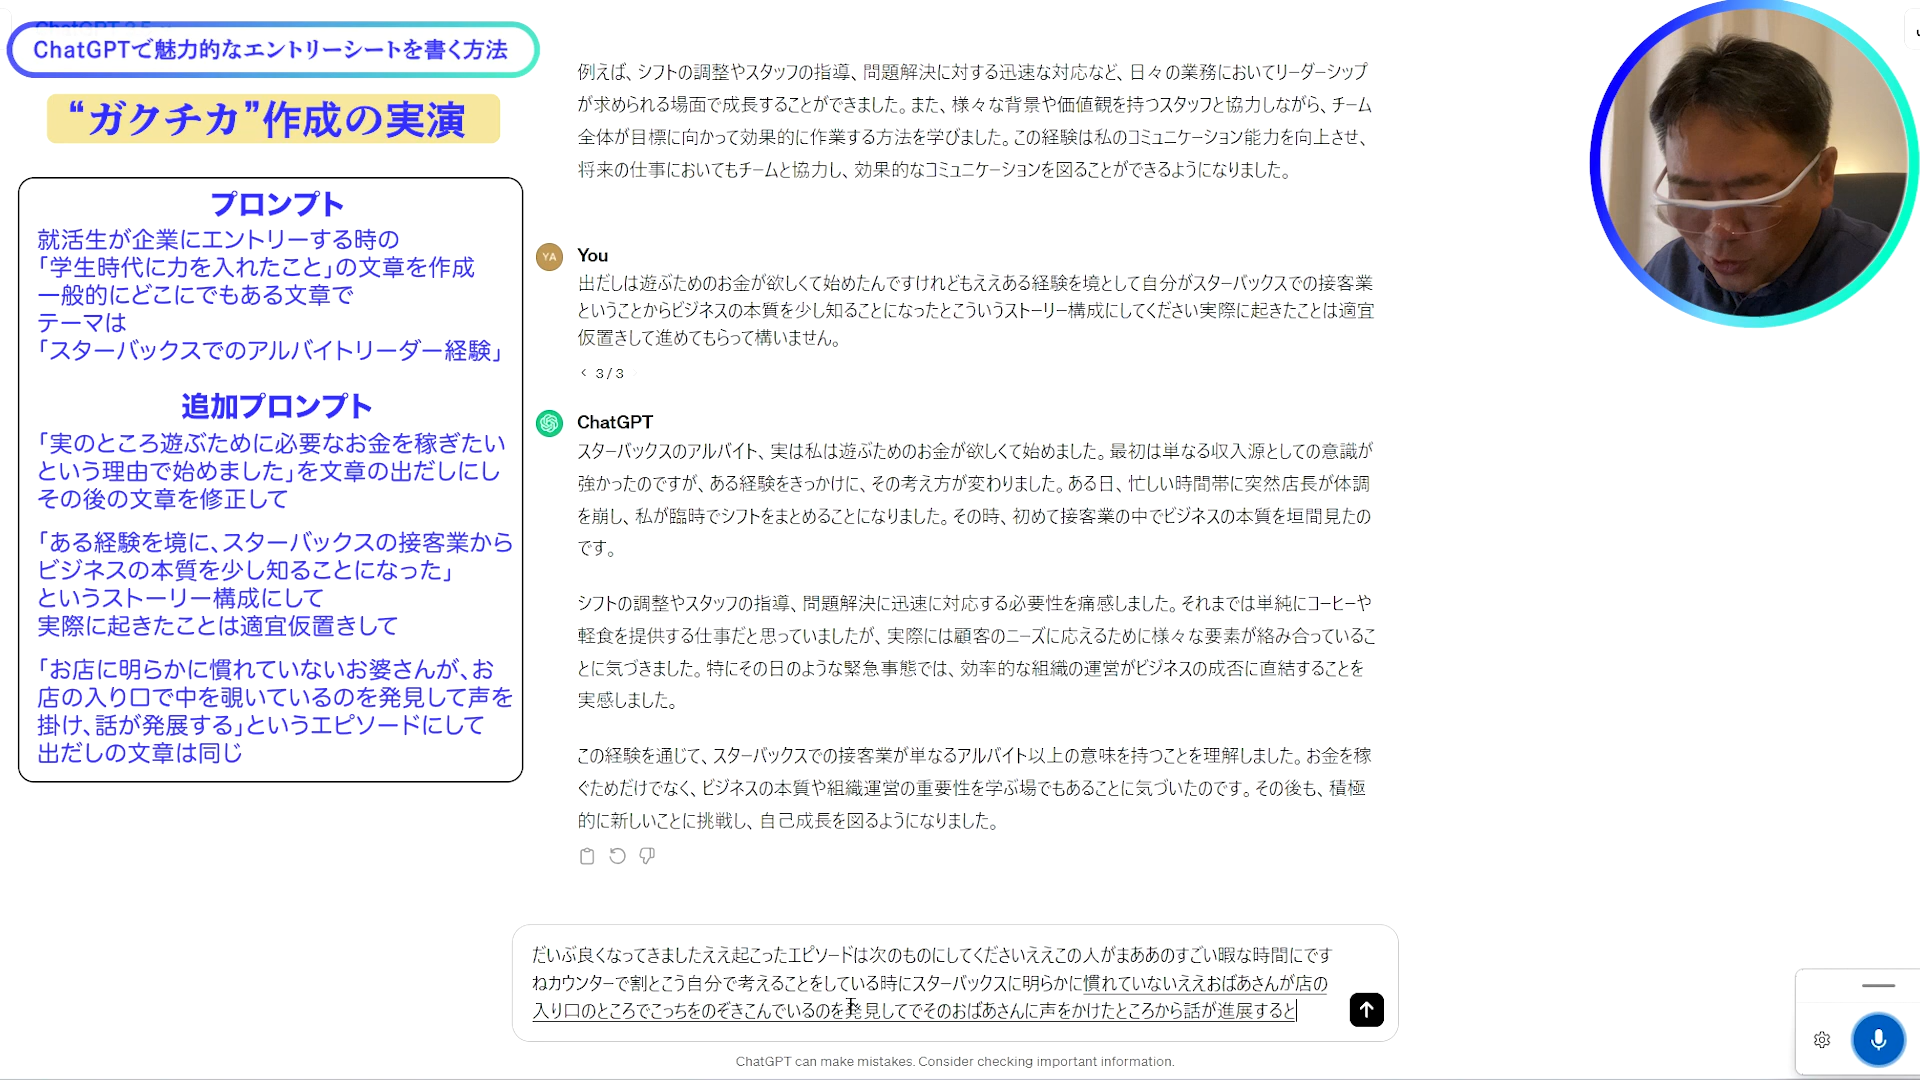 ChatGPTで魅力的なエントリーシートを書く方法
“ガクチカ”作成の実演
プロンプト
就活生が企業にエントリーする時の
「学生時代に力を入れたこと」の文章を作成
一般的にどこにでもある文章で
テーマは
「スターバックスでのアルバイトリーダー経験」
追加プロンプト
「実のところ遊ぶために必要なお金を稼ぎたい
という理由で始めました」を文章の出だしにし
その後の文章を修正して
「ある経験を境に、スターバックスの接客業から
ビジネスの本質を少し知ることになった」
というストーリー構成にして
実際に起きたことは適宜仮置きして
「お店に明らかに慣れていないお婆さんが、お
店の入り口で中を覗いているのを発見して声を
掛け、話が発展する」というエピソードにして
出だしの文章は同じ
例えば、シフトの調整やスタッフの指導、問題解決に対する迅速な対応など、日々の業務においてリーダーシップ
が求められる場面で成長することができました。また、様々な背景や価値観を持つスタッフと協力しながら、チーム
全体が目標に向かって効果的に作業する方法を学びました。この経験は私のコミュニケーション能力を向上させ、
将来の仕事においてもチームと協力し、効果的なコミュニケーションを図ることができるようになりました。
YA
You
出だしは遊ぶためのお金が欲しくて始めたんですけれどもええある経験を境として自分がスターバックスでの接客業
ということからビジネスの本質を少し知ることになったとこういうストーリー構成にしてください実際に起きたことは適宜
仮置きして進めてもらって構いません。
< 3/3
ChatGPT
スターバックスのアルバイト、実は私は遊ぶためのお金が欲しくて始めました。最初は単なる収入源としての意識が
強かったのですが、ある経験をきっかけに、その考え方が変わりました。ある日、忙しい時間帯に突然店長が体調
を崩し、私が臨時でシフトをまとめることになりました。その時、初めて接客業の中でビジネスの本質を垣間見たの
です。
シフトの調整やスタッフの指導、問題解決に迅速に対応する必要性を痛感しました。それまでは単純にコーヒーや
軽食を提供する仕事だと思っていましたが、実際には顧客のニーズに応えるために様々な要素が絡み合っているこ
とに気づきました。特にその日のような緊急事態では、効率的な組織の運営がビジネスの成否に直結することを
実感しました。
この経験を通じて、スターバックスでの接客業が単なるアルバイト以上の意味を持つことを理解しました。お金を稼
ぐためだけでなく、ビジネスの本質や組織運営の重要性を学ぶ場でもあることに気づいたのです。その後も、積極
的に新しいことに挑戦し、自己成長を図るようになりました。
だいぶ良くなってきましたええ起こったエピソードは次のものにしてくださいええこの人がまああのすごい暇な時間にです
ねカウンターで割とこう自分で考えることをしている時にスターバックスに明らかに慣れていないええおばあさんが店の
入り口のところでこっちをのぞきこんでいるのを発見してでそのおばあさんに声をかけたところから話が進展すると
ChatGPT can make mistakes. Consider checking important information.